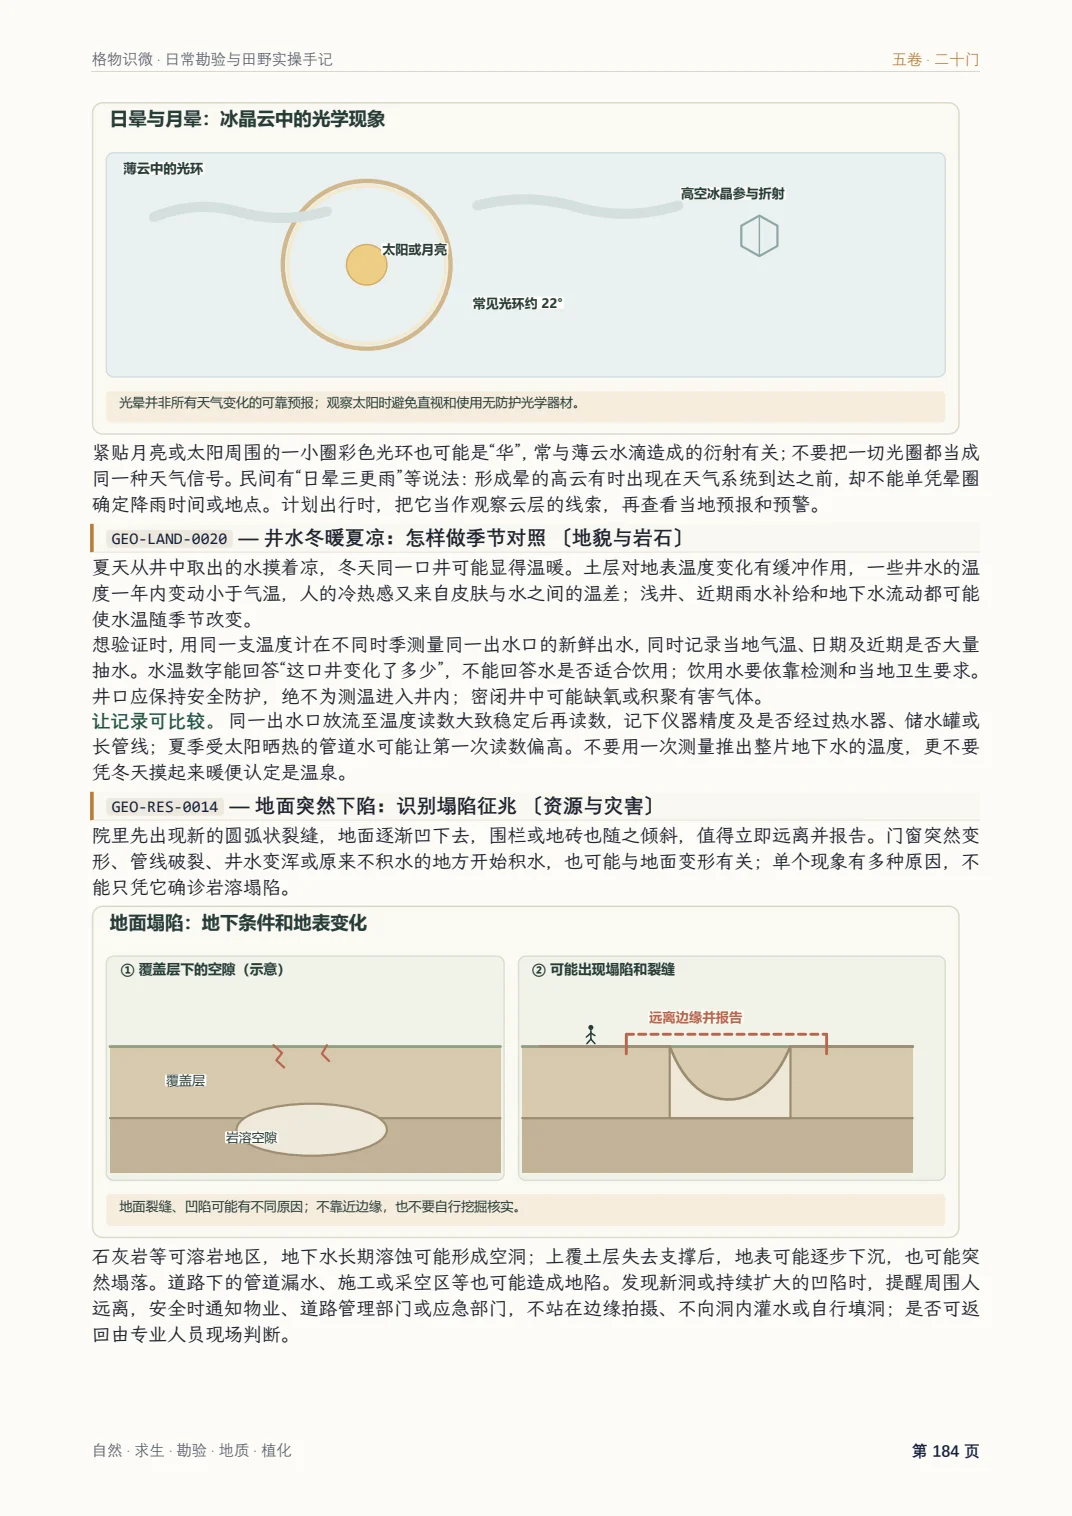 格物识微 · 日常勘验与田野实操手记
五卷 · 二十门
日晕与月晕：冰晶云中的光学现象
薄云中的光环
高空冰晶参与折射
太阳或月亮
常见光环约 22°
光晕并非所有天气变化的可靠预报；观察太阳时避免直视和使用无防护光学器材。
紧贴月亮或太阳周围的一小圈彩色光环也可能是“华”，常与薄云水滴造成的衍射有关；不要把一切光圈都当成
同一种天气信号。民间有“日晕三更雨”等说法：形成晕的高云有时出现在天气系统到达之前，却不能单凭晕圈
确定降雨时间或地点。计划出行时，把它当作观察云层的线索，再查看当地预报和预警。
GEO-LAND-0020 — 井水冬暖夏凉：怎样做季节对照 〔地貌与岩石〕
夏天从井中取出的水摸着凉，冬天同一口井可能显得温暖。土层对地表温度变化有缓冲作用，一些井水的温
度一年内变动小于气温，人的冷热感又来自皮肤与水之间的温差；浅井、近期雨水补给和地下水流动都可能
使水温随季节改变。
想验证时，用同一支温度计在不同时季测量同一出水口的新鲜出水，同时记录当地气温、日期及近期是否大量
抽水。水温数字能回答“这口井变化了多少”，不能回答水是否适合饮用；饮用水要依靠检测和当地卫生要求。
井口应保持安全防护，绝不为测温进入井内；密闭井中可能缺氧或积聚有害气体。
让记录可比较。 同一出水口放流至温度读数大致稳定后再读数，记下仪器精度及是否经过热水器、储水罐或
长管线；夏季受太阳晒热的管道水可能让第一次读数偏高。不要用一次测量推出整片地下水的温度，更不要
凭冬天摸起来暖便认定是温泉。
GEO-RES-0014 — 地面突然下陷：识别塌陷征兆 〔资源与灾害〕
院里先出现新的圆弧状裂缝，地面逐渐凹下去，围栏或地砖也随之倾斜，值得立即远离并报告。门窗突然变
形、管线破裂、井水变浑或原来不积水的地方开始积水，也可能与地面变形有关；单个现象有多种原因，不
能只凭它确诊岩溶塌陷。
地面塌陷：地下条件和地表变化
① 覆盖层下的空隙（示意）
② 可能出现塌陷和裂缝
远离边缘并报告
覆盖层
岩溶空隙
地面裂缝、凹陷可能有不同原因；不靠近边缘，也不要自行挖掘核实。
石灰岩等可溶岩地区，地下水长期溶蚀可能形成空洞；上覆土层失去支撑后，地表可能逐步下沉，也可能突
然塌落。道路下的管道漏水、施工或采空区等也可能造成地陷。发现新洞或持续扩大的凹陷时，提醒周围人
远离，安全时通知物业、道路管理部门或应急部门，不站在边缘拍摄、不向洞内灌水或自行填洞；是否可返
回由专业人员现场判断。
自然 · 求生 · 勘验 · 地质 · 植化
第 184 页